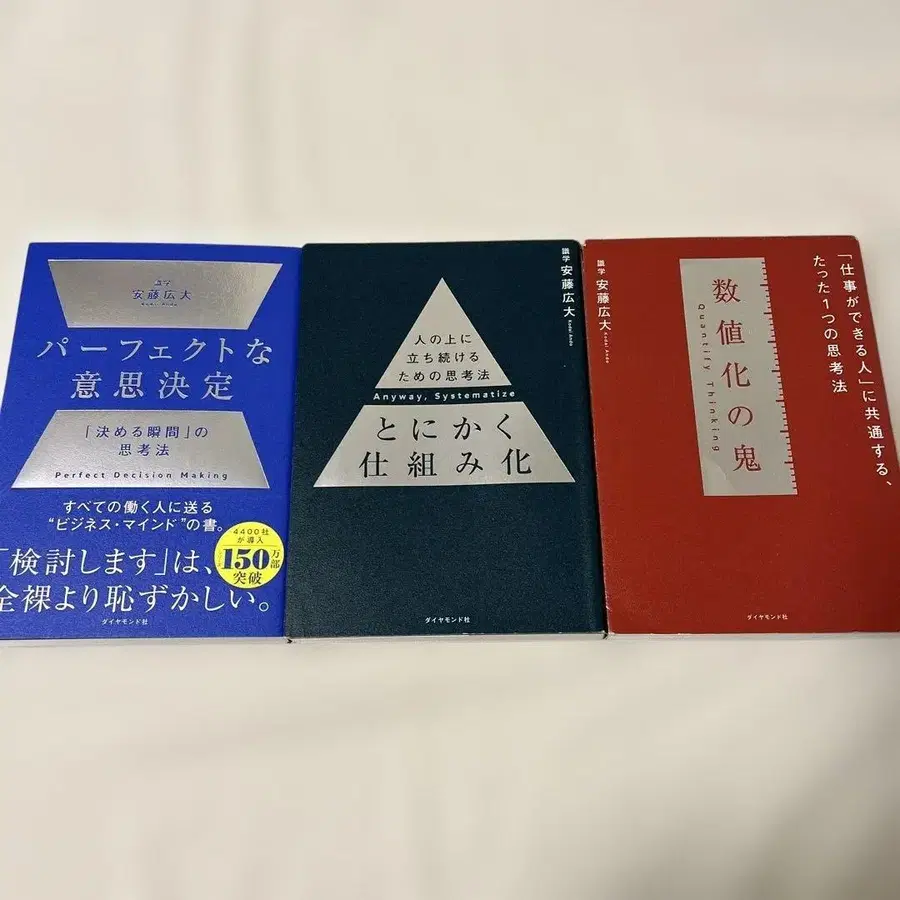 識学
安藤広大
Kodai Ando
パーフェクトな
意思決定
「決める瞬間」の
思考法
Perfect Decision Making
すべての働く人に送る
“ビジネス・マインド”の書。
4400社
が導入
150万部
突破
「検討します」は、
全裸より恥ずかしい。
ダイヤモンド社
識学 安藤広大 Kodai Ando
人の上に
立ち続ける
ための思考法
Anyway, Systematize
とにかく
仕組み化
ダイヤモンド社
「仕事ができる人」に共通する、
たった1つの思考法
数値化の鬼
Quantify Thinking
識学 安藤広大 Kodai Ando
ダイヤモンド社